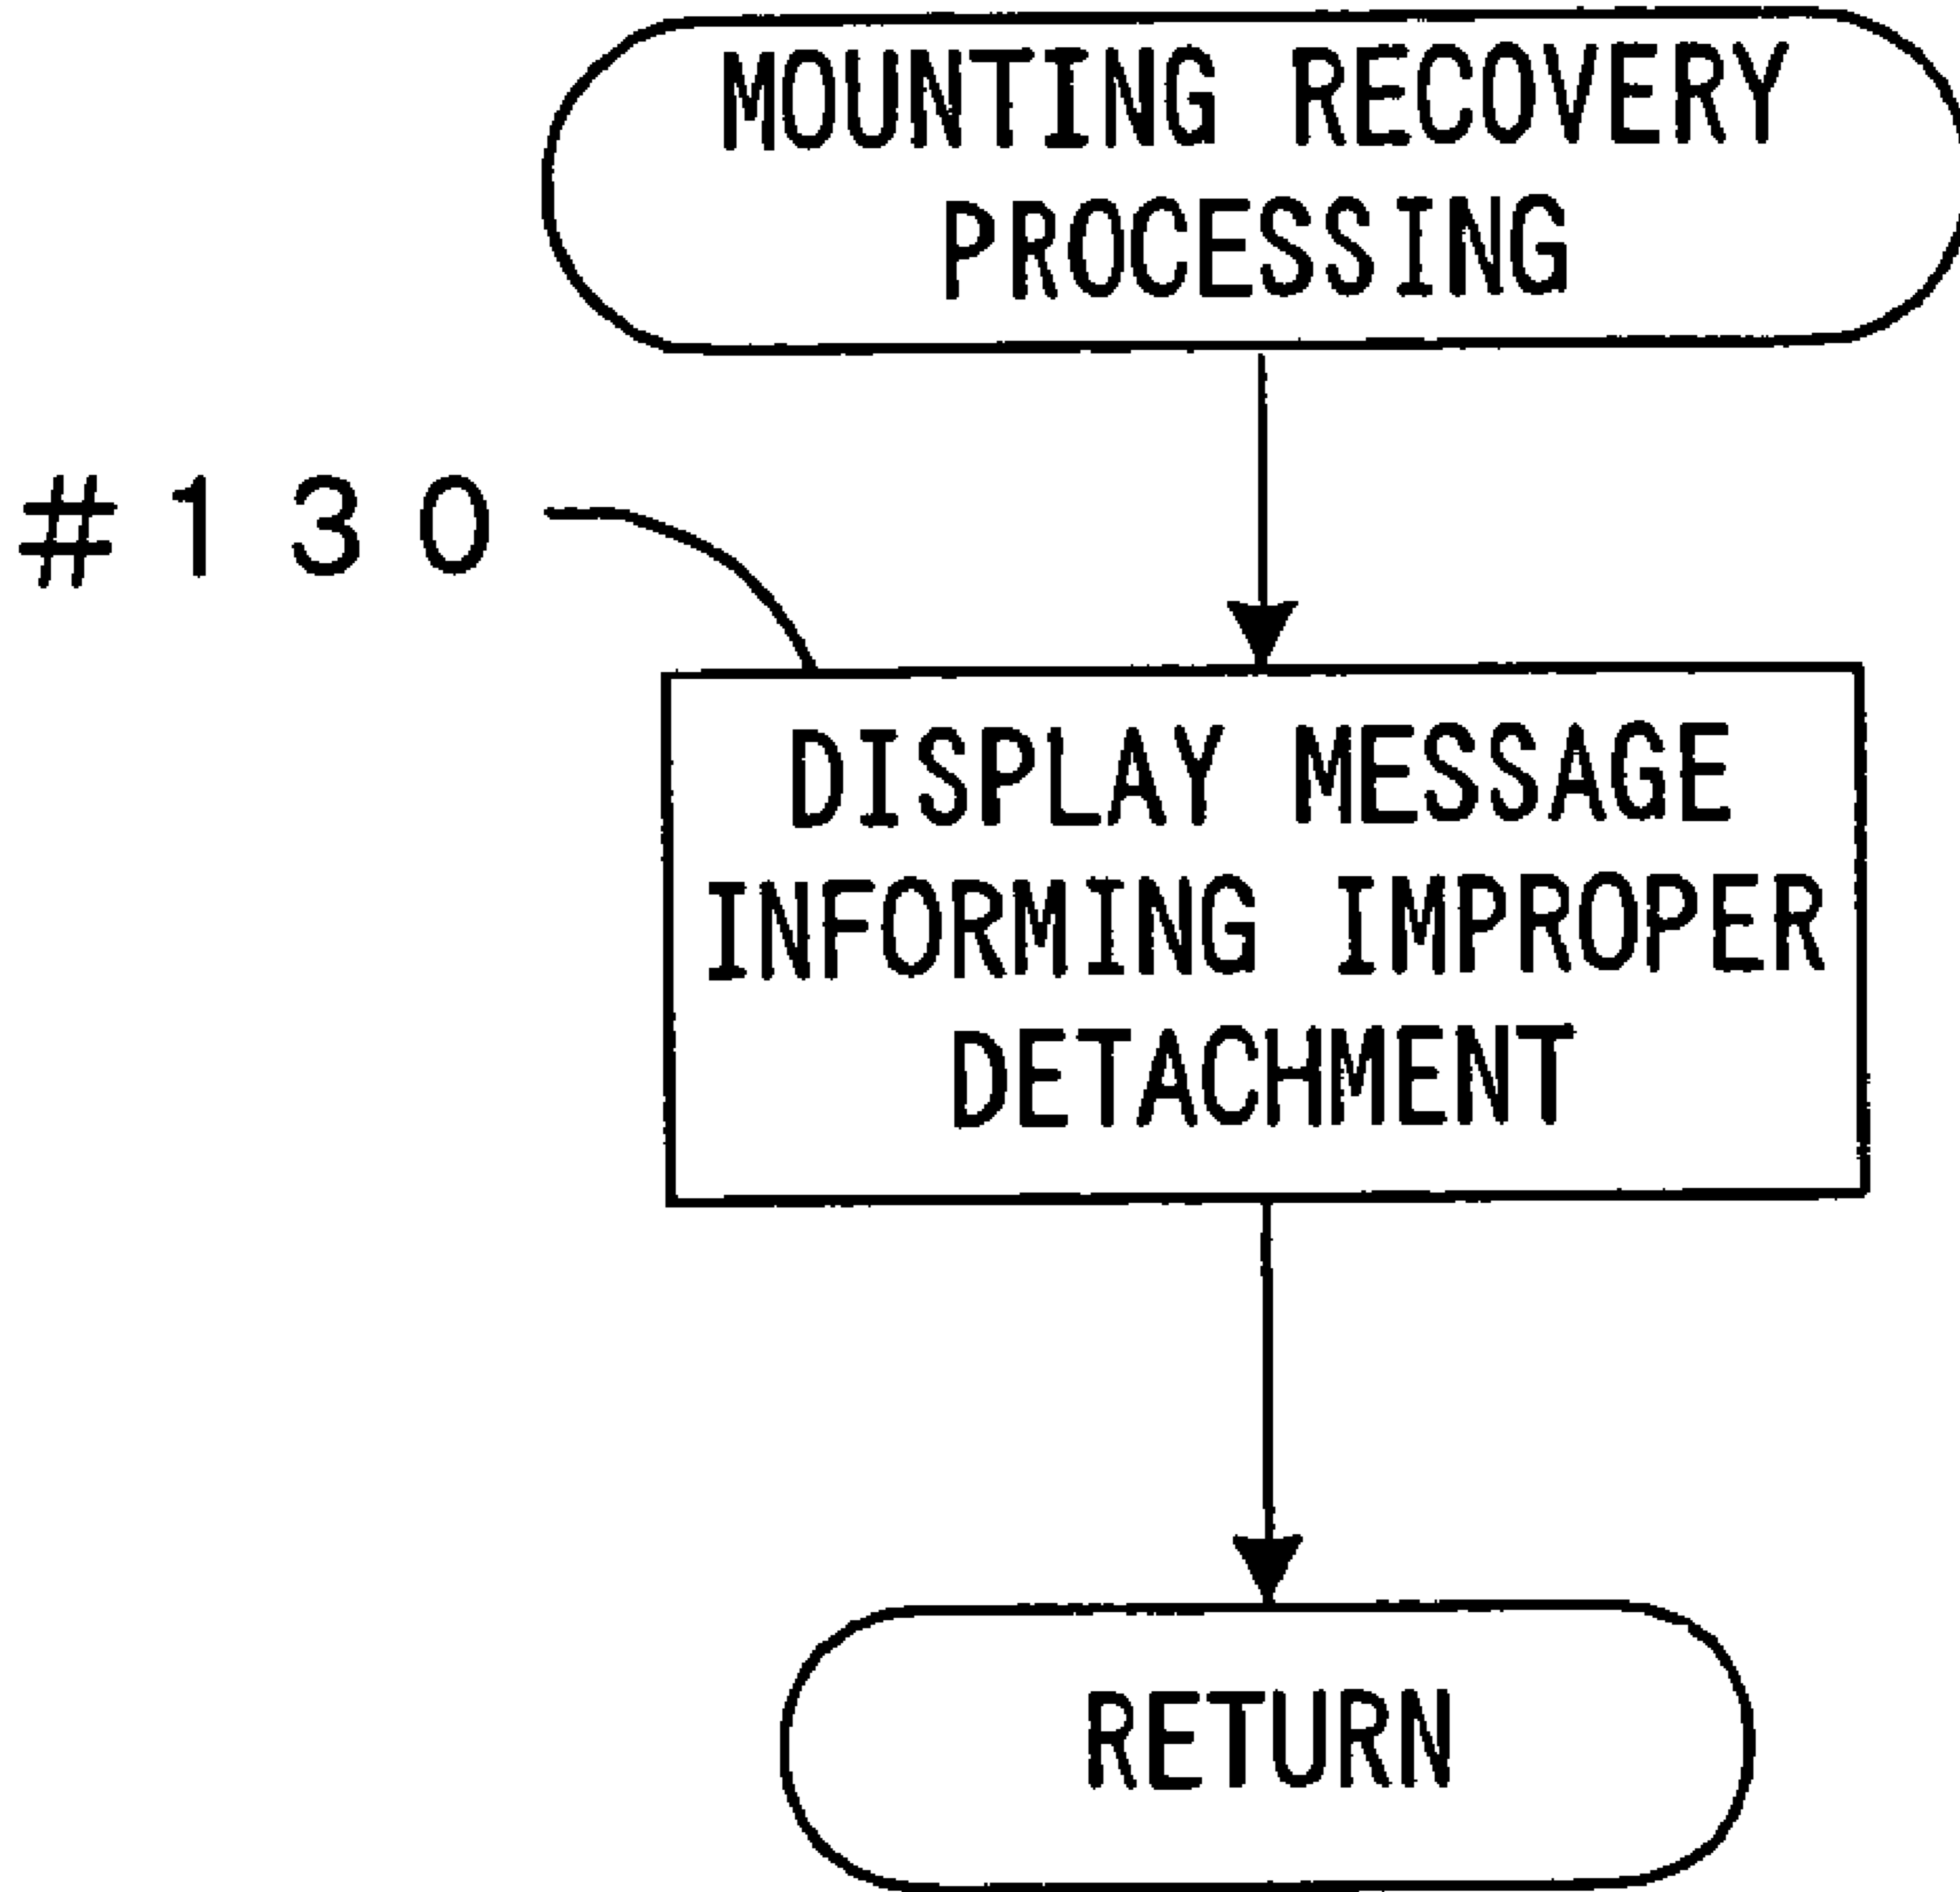 MOUNTING RECOVERY
PROCESSING
#130
DISPLAY MESSAGE
INFORMING IMPROPER
DETACHMENT
RETURN